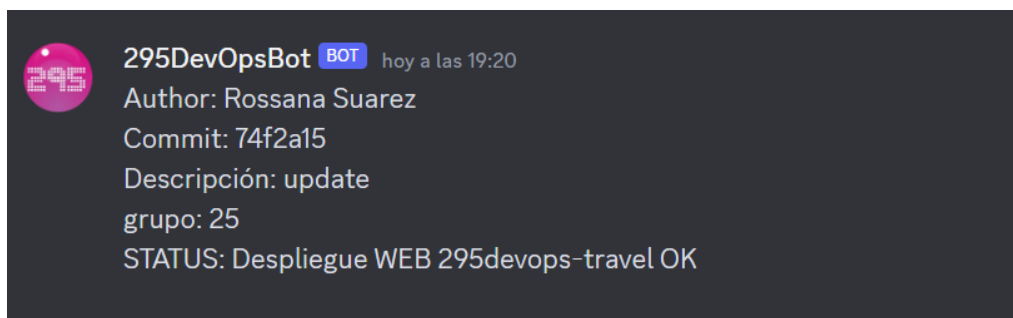 295
295DevOpsBot BOT hoy a las 19:20
Author: Rossana Suarez
Commit: 74f2a15
Descripción: update
grupo: 25
STATUS: Despliegue WEB 295devops-travel OK